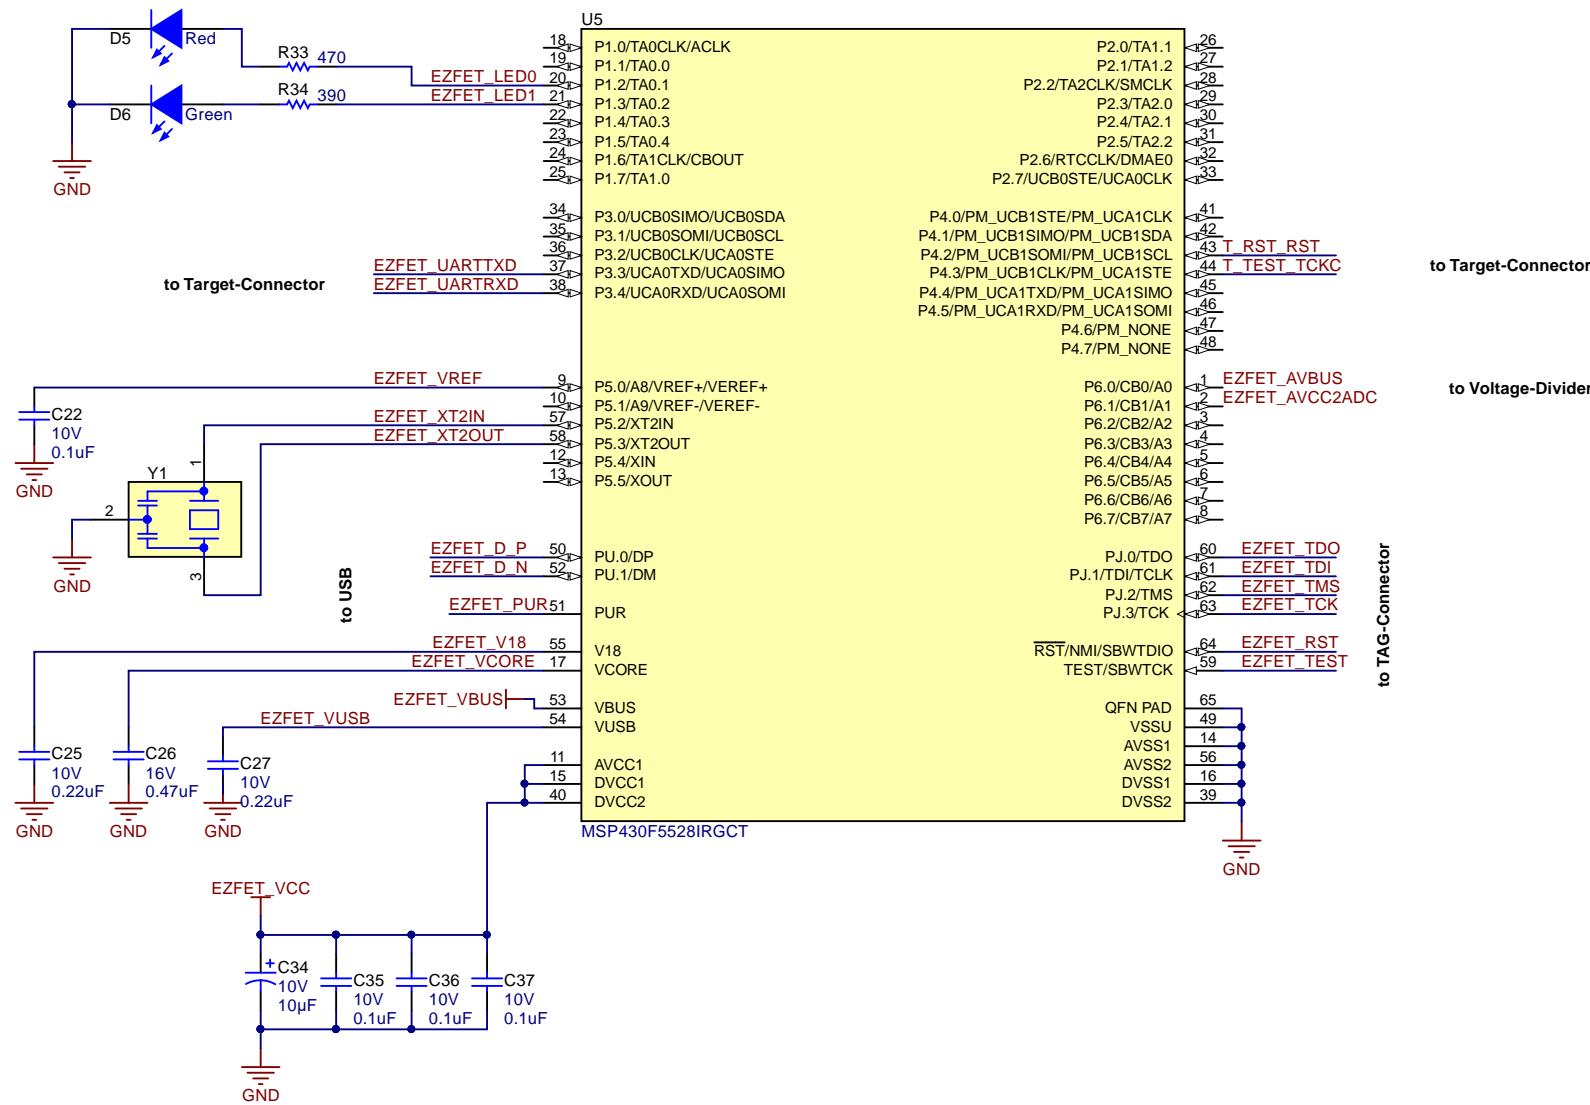 U5
D5
Red
R33 470
EZFET_LED0
R34 390
EZFET_LED1
D6
Green
GND
18 P1.0/TA0CLK/ACLK
19 P1.1/TA0.0
20 P1.2/TA0.1
21 P1.3/TA0.2
22 P1.4/TA0.3
23 P1.5/TA0.4
24 P1.6/TA1CLK/CBOUT
25 P1.7/TA1.0
P2.0/TA1.1 26
P2.1/TA1.2 27
P2.2/TA2CLK/SMCLK 28
P2.3/TA2.0 29
P2.4/TA2.1 30
P2.5/TA2.2 31
P2.6/RTCCLK/DMAE0 32
P2.7/UCB0STE/UCA0CLK 33
34 P3.0/UCB0SIMO/UCB0SDA
35 P3.1/UCB0SOMI/UCB0SCL
36 P3.2/UCB0CLK/UCA0STE
EZFET_UARTTXD 37 P3.3/UCA0TXD/UCA0SIMO
to Target-Connector
EZFET_UARTRXD 38 P3.4/UCA0RXD/UCA0SOMI
P4.0/PM_UCB1STE/PM_UCA1CLK 41
P4.1/PM_UCB1SIMO/PM_UCB1SDA 42
P4.2/PM_UCB1SOMI/PM_UCB1SCL 43 T_RST_RST
P4.3/PM_UCB1CLK/PM_UCA1STE 44 T_TEST_TCKC
to Target-Connector
P4.4/PM_UCA1TXD/PM_UCA1SIMO 45
P4.5/PM_UCA1RXD/PM_UCA1SOMI 46
P4.6/PM_NONE 47
P4.7/PM_NONE 48
EZFET_VREF 9 P5.0/A8/VREF+/VEREF+
10 P5.1/A9/VREF-/VEREF-
EZFET_XT2IN 57 P5.2/XT2IN
EZFET_XT2OUT 58 P5.3/XT2OUT
12 P5.4/XIN
13 P5.5/XOUT
C22
10V
0.1uF
GND
Y1
1
2
3
GND
P6.0/CB0/A0 1 EZFET_AVBUS
P6.1/CB1/A1 2 EZFET_AVCC2ADC
to Voltage-Divider
P6.2/CB2/A2 3
P6.3/CB3/A3 4
P6.4/CB4/A4 5
P6.5/CB5/A5 6
P6.6/CB6/A6 7
P6.7/CB7/A7 8
EZFET_D_P 50 PU.0/DP
EZFET_D_N 52 PU.1/DM
EZFET_PUR 51 PUR
to USB
PJ.0/TDO 60 EZFET_TDO
PJ.1/TDI/TCLK 61 EZFET_TDI
PJ.2/TMS 62 EZFET_TMS
PJ.3/TCK 63 EZFET_TCK
RST/NMI/SBWTDIO 64 EZFET_RST
TEST/SBWTCK 59 EZFET_TEST
to TAG-Connector
EZFET_V18 55 V18
EZFET_VCORE 17 VCORE
EZFET_VBUS 53 VBUS
EZFET_VUSB 54 VUSB
11 AVCC1
15 DVCC1
40 DVCC2
QFN PAD 65
VSSU 49
AVSS1 14
AVSS2 56
DVSS1 16
DVSS2 39
GND
C25
10V
0.22uF
GND
C26
16V
0.47uF
GND
C27
10V
0.22uF
GND
MSP430F5528IRGCT
EZFET_VCC
+
C34
10V
10µF
C35
10V
0.1uF
C36
10V
0.1uF
C37
10V
0.1uF
GND